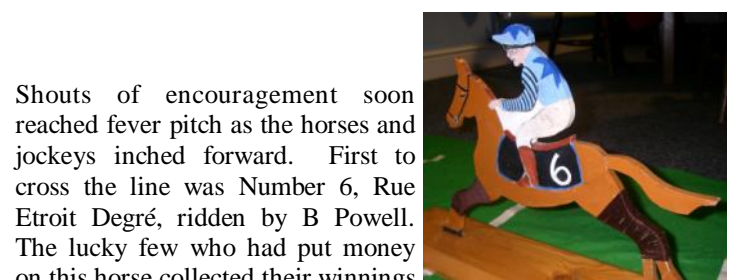 Shouts of encouragement soon
reached fever pitch as the horses and
jockeys inched forward. First to
cross the line was Number 6, Rue
Etroit Degré, ridden by B Powell.
The lucky few who had put money
on this horse collected their winnings
6